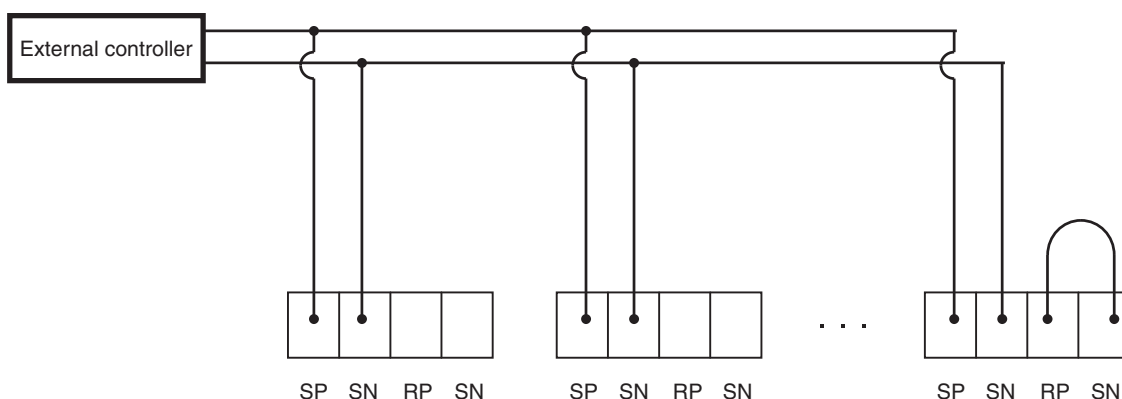 External controller
. . .
SP SN RP SN SP SN RP SN SP SN RP SN